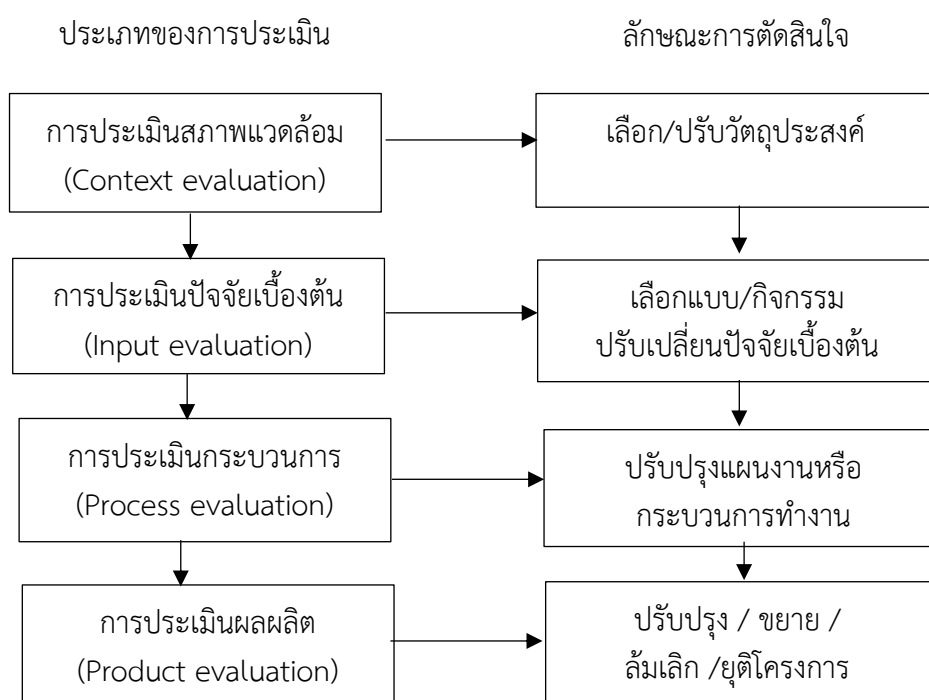 ประเภทของการประเมิน
ลักษณะการตัดสินใจ
การประเมินสภาพแวดล้อม
(Context evaluation)
เลือก/ปรับวัตถุประสงค์
การประเมินปัจจัยเบื้องต้น
(Input evaluation)
เลือกแบบ/กิจกรรม
ปรับเปลี่ยนปัจจัยเบื้องต้น
การประเมินกระบวนการ
(Process evaluation)
ปรับปรุงแผนงานหรือ
กระบวนการทำงาน
การประเมินผลผลิต
(Product evaluation)
ปรับปรุง / ขยาย /
ล้มเลิก /ยุติโครงการ